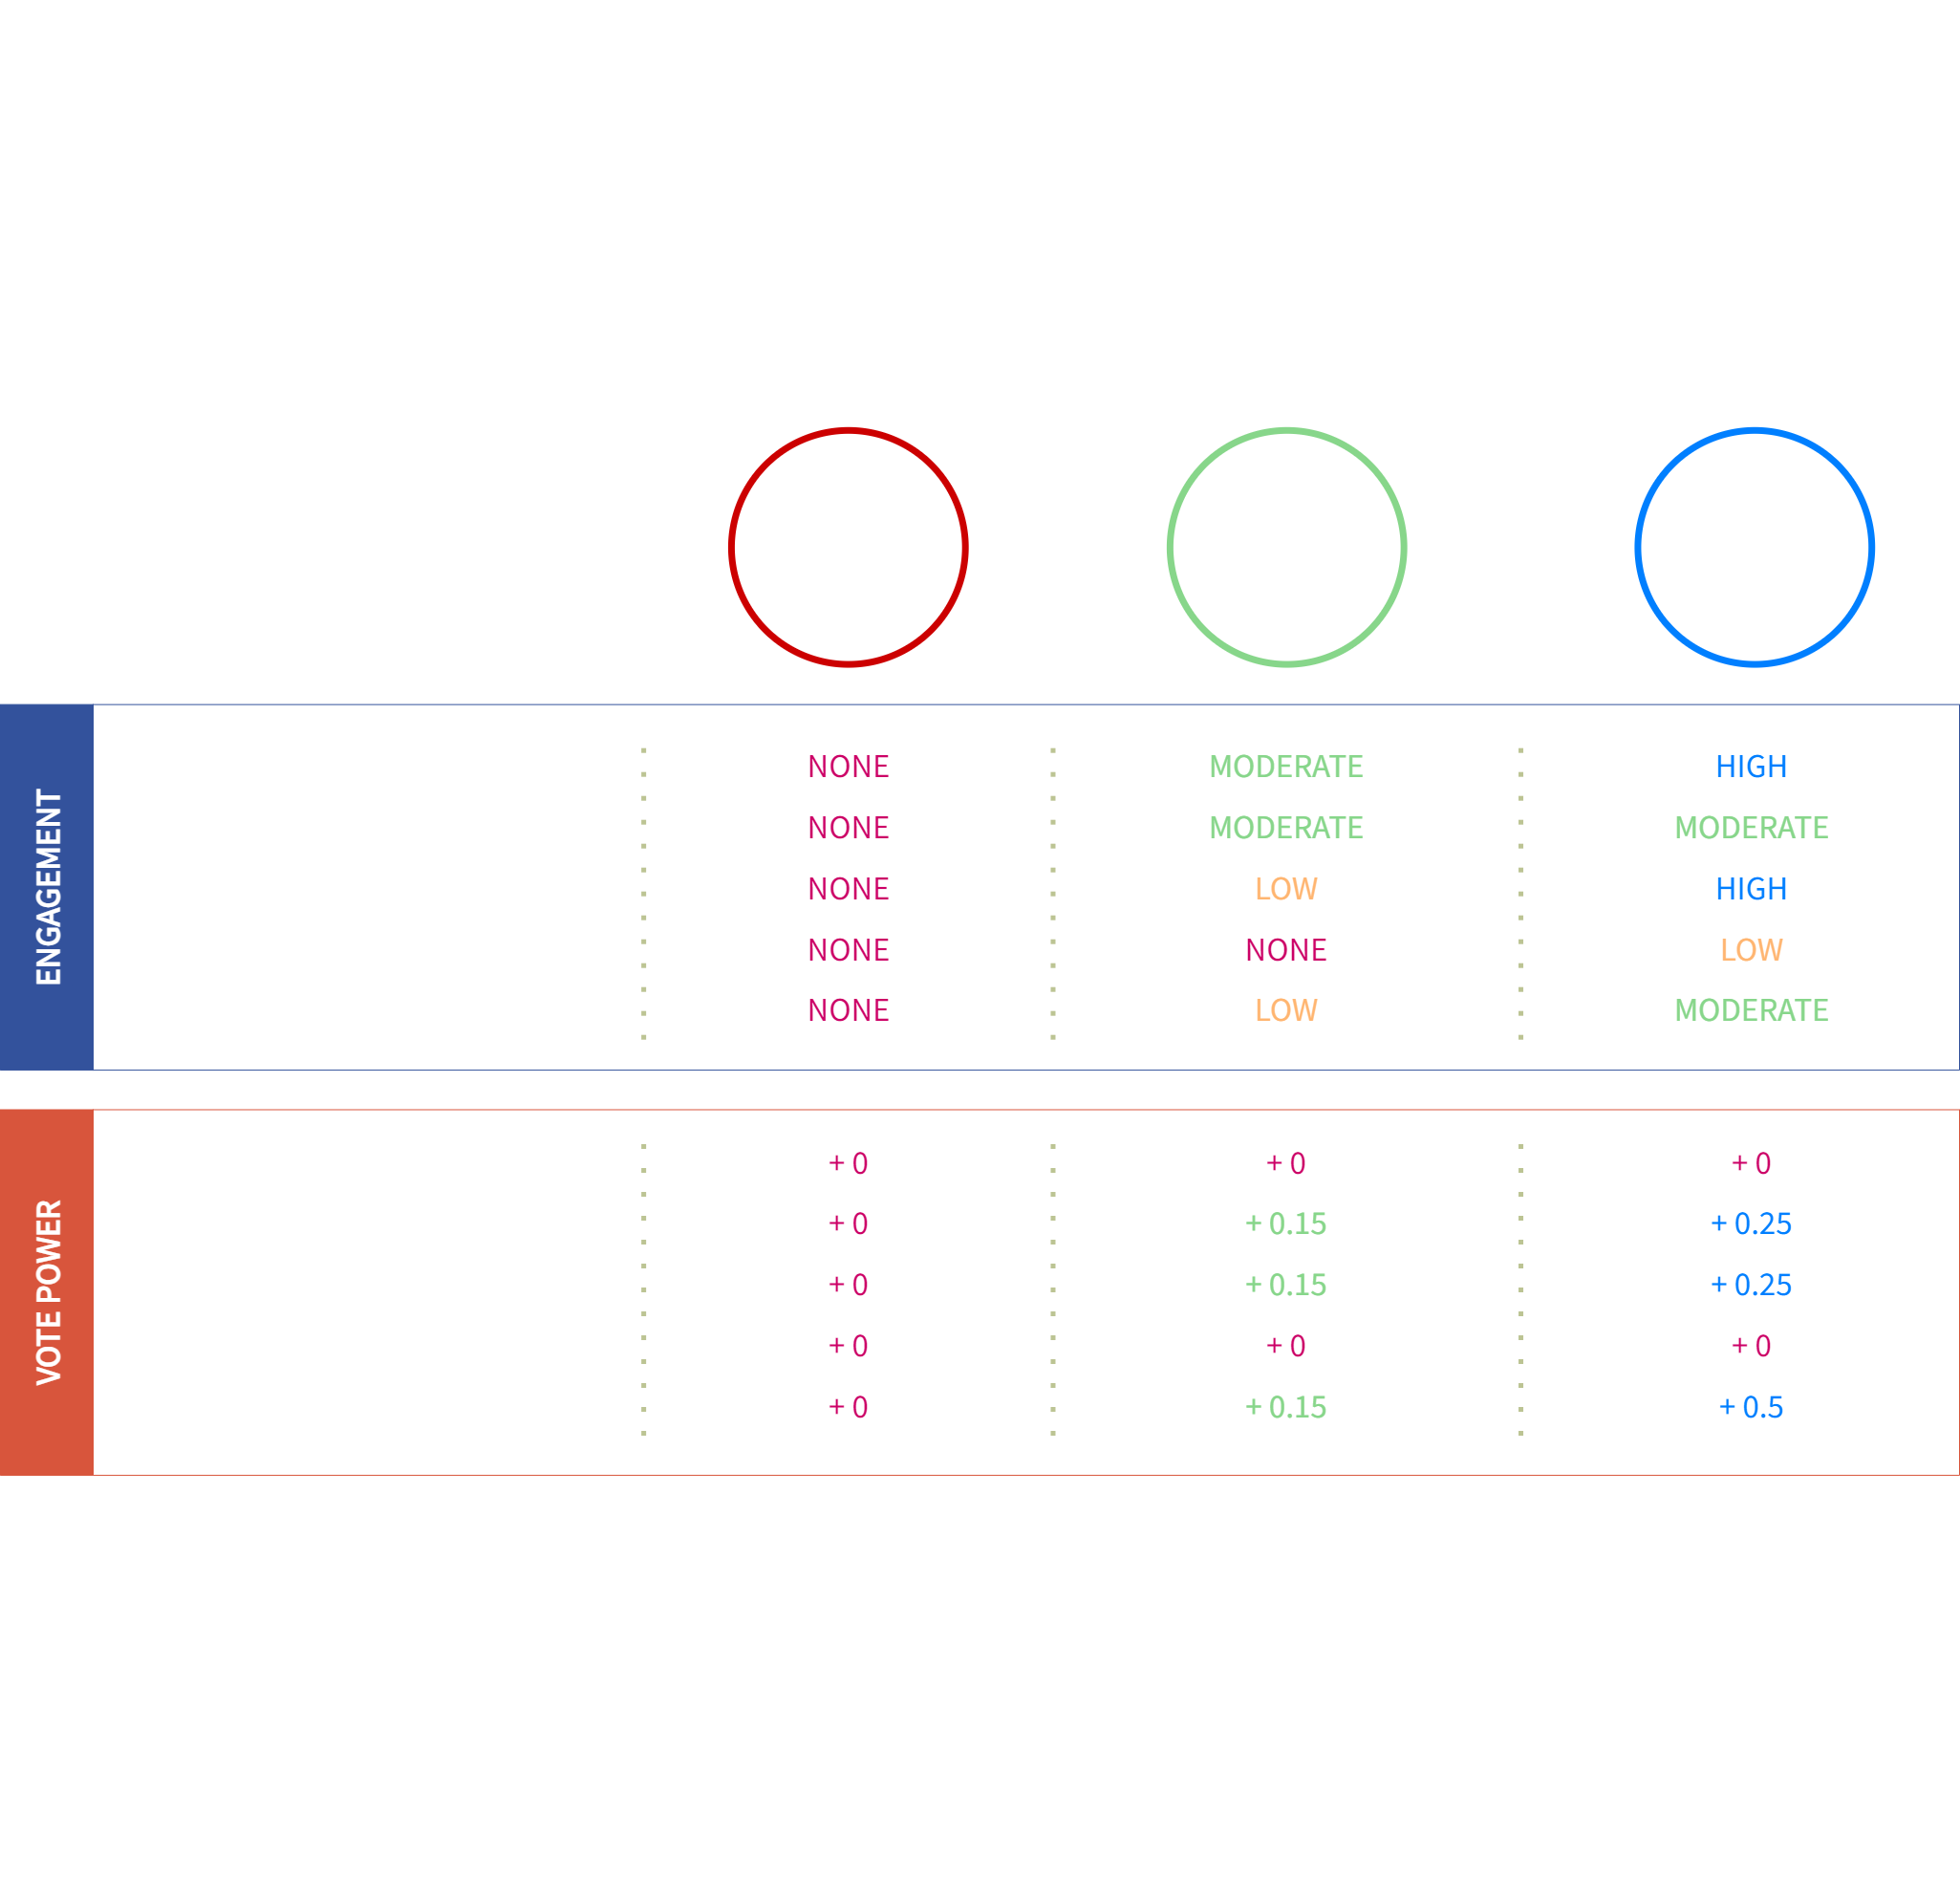 ENGAGEMENT
NONE MODERATE HIGH
NONE MODERATE MODERATE
NONE LOW HIGH
NONE NONE LOW
NONE LOW MODERATE
VOTE POWER
+ 0 + 0 + 0
+ 0 + 0.15 + 0.25
+ 0 + 0.15 + 0.25
+ 0 + 0 + 0
+ 0 + 0.15 + 0.5